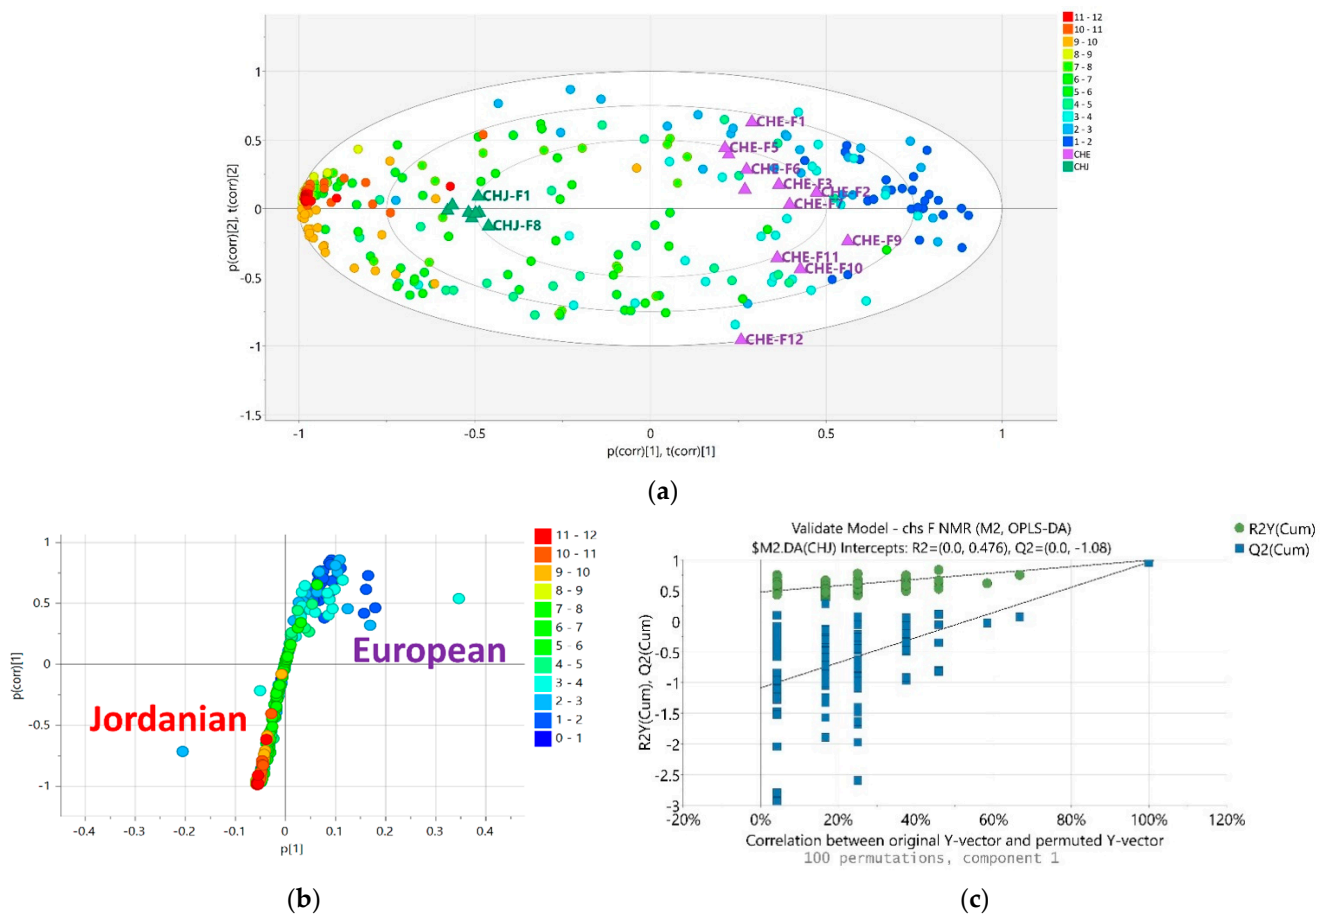 11 - 12
10 - 11
9 - 10
8 - 9
7 - 8
6 - 7
5 - 6
4 - 5
3 - 4
2 - 3
1 - 2
CHE
CHJ
p(corr)[2], t(corr)[2]
1
0.5
0
-0.5
-1
-1.5
CHE-F1
CHE-F5
CHE-F6
CHE-F3
CHE-F2
CHE-F7
CHE-F9
CHE-F11
CHE-F10
CHE-F12
CHJ-F1
CHJ-F8
-1
-0.5
0
0.5
1
p(corr)[1], t(corr)[1]
(a)
p(corr)[1]
1
0.5
0
-0.5
-1
European
Jordanian
-0.4
-0.3
-0.2
-0.1
0
0.1
0.2
0.3
0.4
p[1]
11 - 12
10 - 11
9 - 10
8 - 9
7 - 8
6 - 7
5 - 6
4 - 5
3 - 4
2 - 3
1 - 2
0 - 1
(b)
Validate Model - chs F NMR (M2, OPLS-DA)
$M2.DA(CHJ) Intercepts: R2=(0.0, 0.476), Q2=(0.0, -1.08)
R2Y(Cum)
Q2(Cum)
R2Y(Cum), Q2(Cum)
1
0.5
0
-0.5
-1
-1.5
-2
-2.5
-3
-20%
0%
20%
40%
60%
80%
100%
120%
Correlation between original Y-vector and permuted Y-vector
100 permutations, component 1
(c)